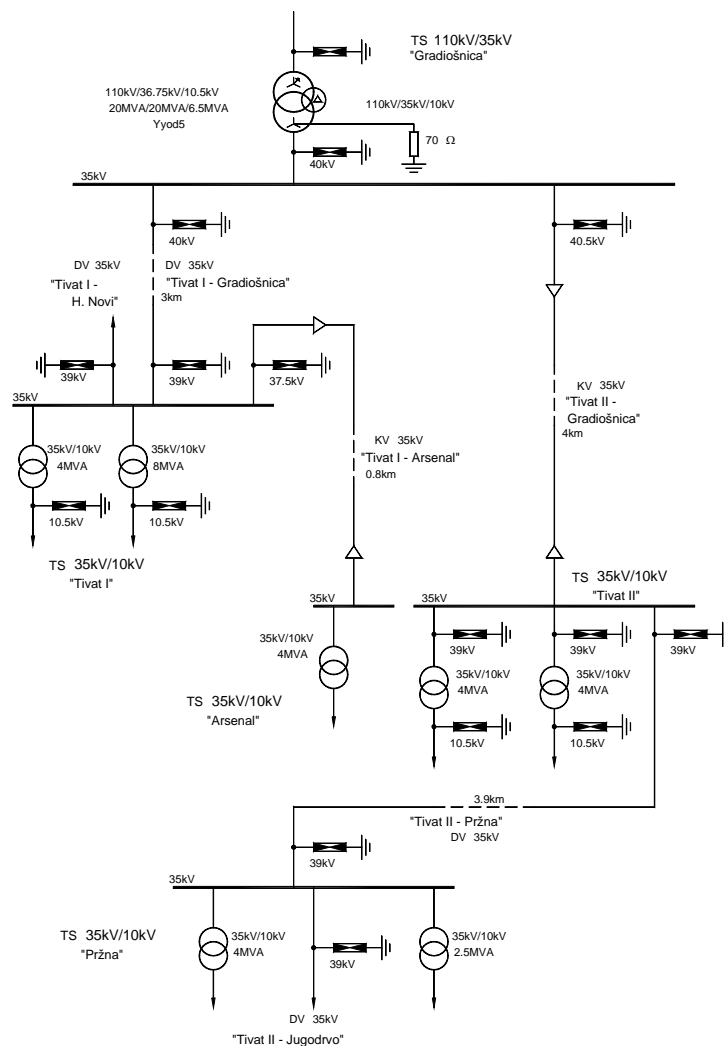 TS 110kV/35kV
"Gradiošnica"
110kV/36.75kV/10.5kV
20MVA/20MVA/6.5MVA
Yyod5
110kV/35kV/10kV
70 Ω
40kV
35kV
40kV
40.5kV
DV 35kV
"Tivat I -
H. Novi"
DV 35kV
"Tivat I - Gradiošnica"
3km
39kV
39kV
37.5kV
35kV
KV 35kV
"Tivat II -
Gradiošnica"
4km
35kV/10kV
4MVA
35kV/10kV
8MVA
10.5kV
10.5kV
KV 35kV
"Tivat I - Arsenal"
0.8km
TS 35kV/10kV
"Tivat I"
TS 35kV/10kV
"Tivat II"
35kV
35kV
35kV/10kV
4MVA
39kV
39kV
39kV
35kV/10kV
4MVA
35kV/10kV
4MVA
TS 35kV/10kV
"Arsenal"
10.5kV
10.5kV
3.9km
"Tivat II - Pržna"
DV 35kV
39kV
35kV
TS 35kV/10kV
"Pržna"
35kV/10kV
4MVA
39kV
35kV/10kV
2.5MVA
DV 35kV
"Tivat II - Jugodrvo"